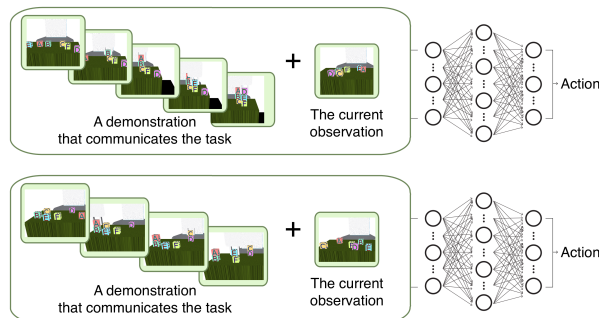 A demonstration
that communicates the task
+
The current
observation
Action
A demonstration
that communicates the task
+
The current
observation
Action